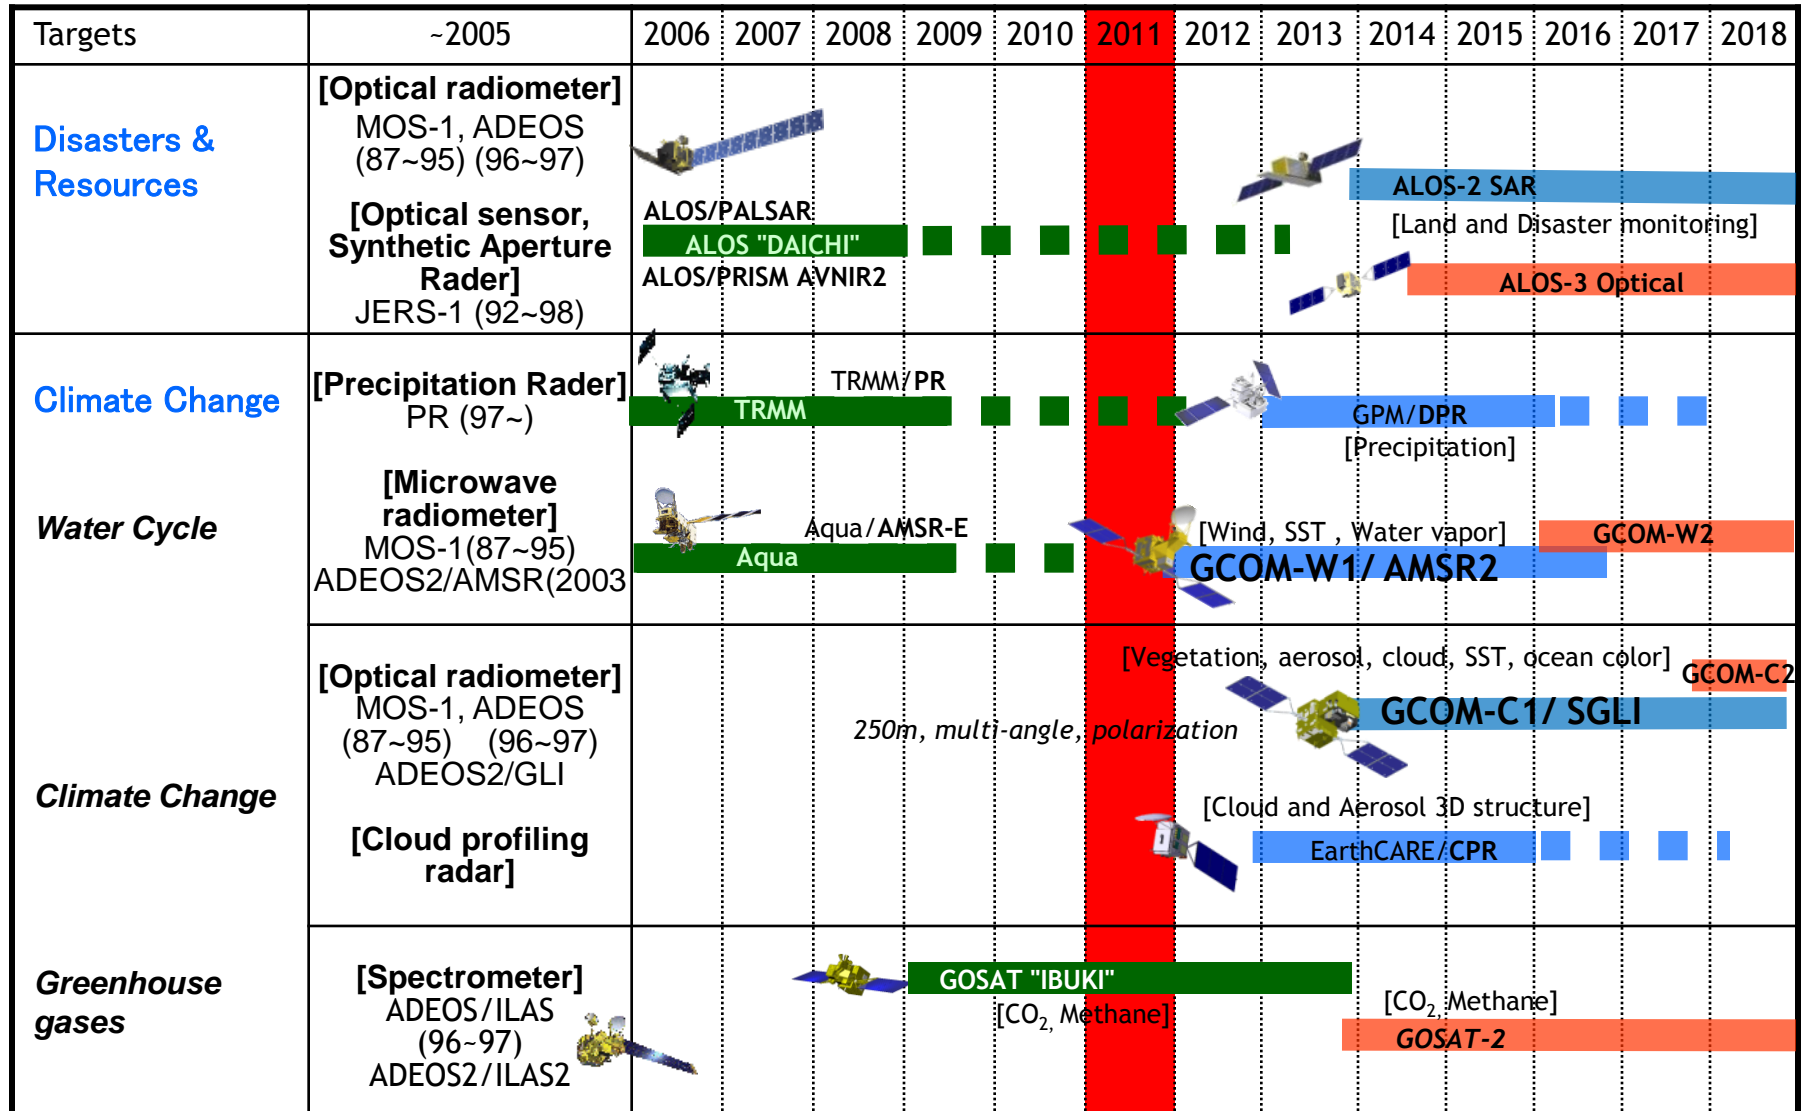 Targets ~2005 2006 2007 2008 2009 2010 2011 2012 2013 2014 2015 2016 2017 2018
Disasters &
Resources
[Optical radiometer]
MOS-1, ADEOS
(87~95) (96~97)
[Optical sensor,
Synthetic Aperture
Rader]
JERS-1 (92~98)
ALOS/PALSAR
ALOS "DAICHI"
ALOS/PRISM AVNIR2
ALOS-2 SAR
[Land and Disaster monitoring]
ALOS-3 Optical
Climate Change
[Precipitation Rader]
PR (97~)
TRMM/PR
TRMM
GPM/DPR
[Precipitation]
Water Cycle
[Microwave
radiometer]
MOS-1(87~95)
ADEOS2/AMSR(2003
Aqua/AMSR-E
Aqua
[Wind, SST , Water vapor]
GCOM-W1/ AMSR2
GCOM-W2
Climate Change
[Optical radiometer]
MOS-1, ADEOS
(87~95) (96~97)
ADEOS2/GLI
[Cloud profiling
radar]
[Vegetation, aerosol, cloud, SST, ocean color]
GCOM-C2
GCOM-C1/ SGLI
250m, multi-angle, polarization
[Cloud and Aerosol 3D structure]
EarthCARE/CPR
Greenhouse
gases
[Spectrometer]
ADEOS/ILAS
(96~97)
ADEOS2/ILAS2
GOSAT "IBUKI"
[CO2, Methane]
[CO2, Methane]
GOSAT-2